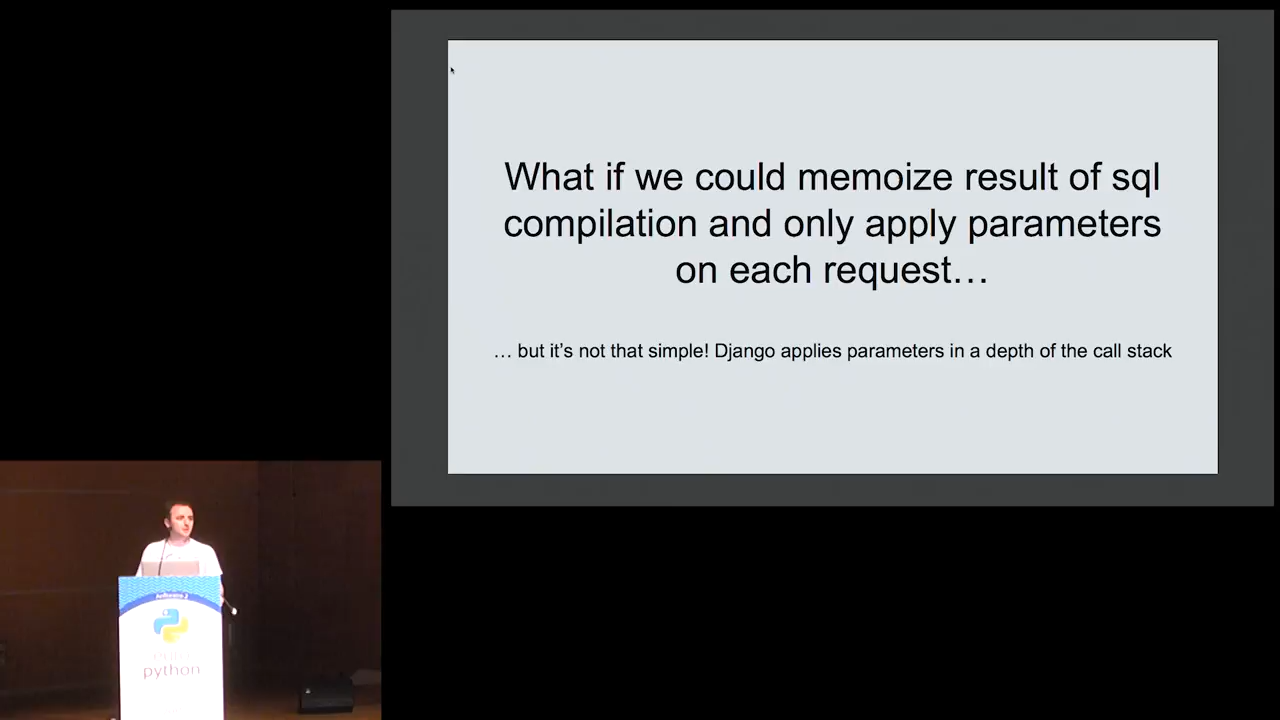 What if we could memoize result of sql
compilation and only apply parameters
on each request…
… but it's not that simple! Django applies parameters in a depth of the call stack
python